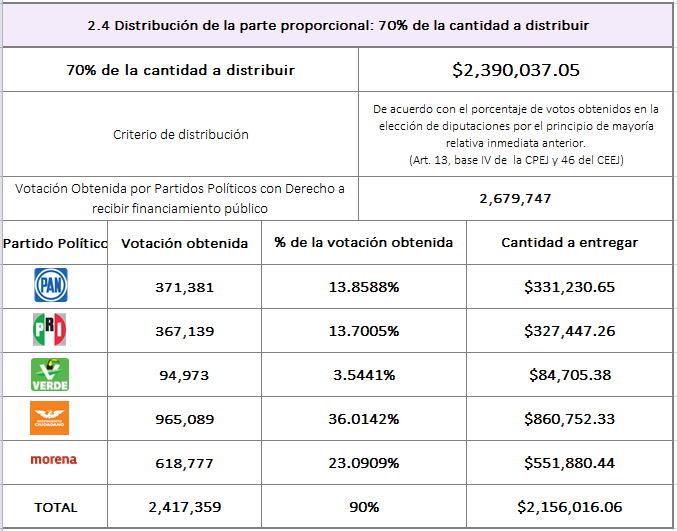 2.4 Distribución de la parte proporcional: 70% de la cantidad a distribuir
70% de la cantidad a distribuir
$2,390,037.05
Criterio de distribución
De acuerdo con el porcentaje de votos obtenidos en la
elección de diputaciones por el principio de mayoría
relativa inmediata anterior.
(Art. 13, base IV de la CPEJ y 46 del CEEJ)
Votación Obtenida por Partidos Políticos con Derecho a
recibir financiamiento público
2,679,747
Partido Político Votación obtenida % de la votación obtenida Cantidad a entregar
PAN 371,381 13.8588% $331,230.65
PRI 367,139 13.7005% $327,447.26
VERDE 94,973 3.5441% $84,705.38
CIUDADANO 965,089 36.0142% $860,752.33
morena 618,777 23.0909% $551,880.44
TOTAL 2,417,359 90% $2,156,016.06